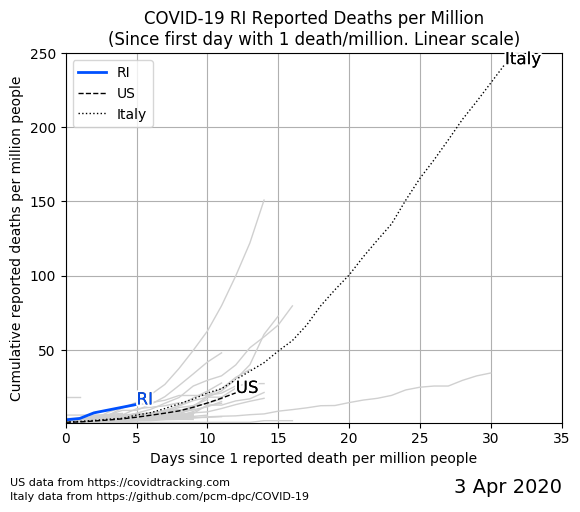 COVID-19 RI Reported Deaths per Million
(Since first day with 1 death/million. Linear scale)
Cumulative reported deaths per million people
250
200
150
100
50
RI
US
Italy
Italy
RI
US
0
5
10
15
20
25
30
35
Days since 1 reported death per million people
US data from https://covidtracking.com
Italy data from https://github.com/pcm-dpc/COVID-19
3 Apr 2020